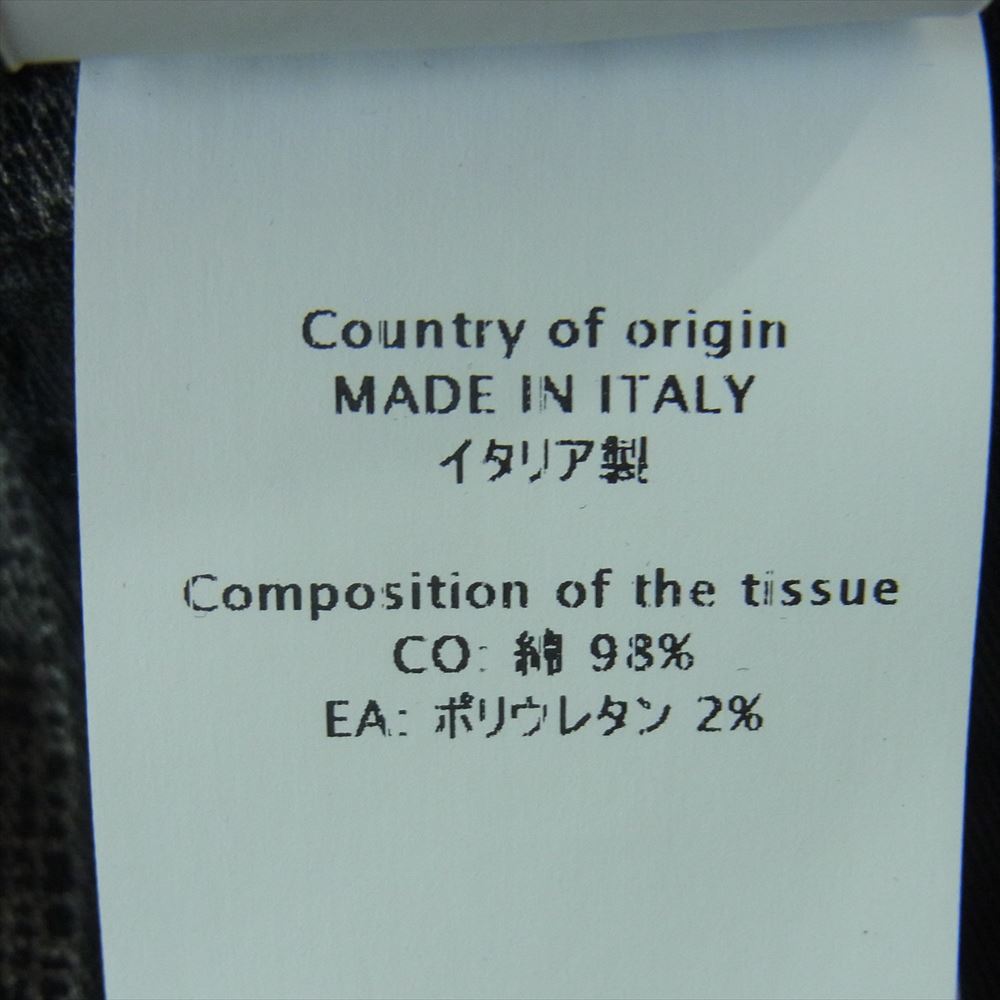 Country of origin
MADE IN ITALY
イタリア製
Composition of the tissue
CO: 綿 98%
EA: ポリウレタン 2%